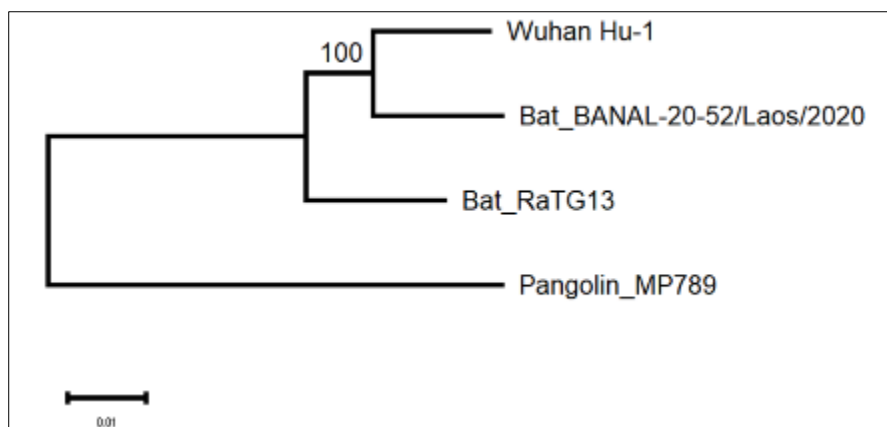 Wuhan Hu-1
100
Bat_BANAL-20-52/Laos/2020
Bat_RaTG13
Pangolin_MP789
0.01